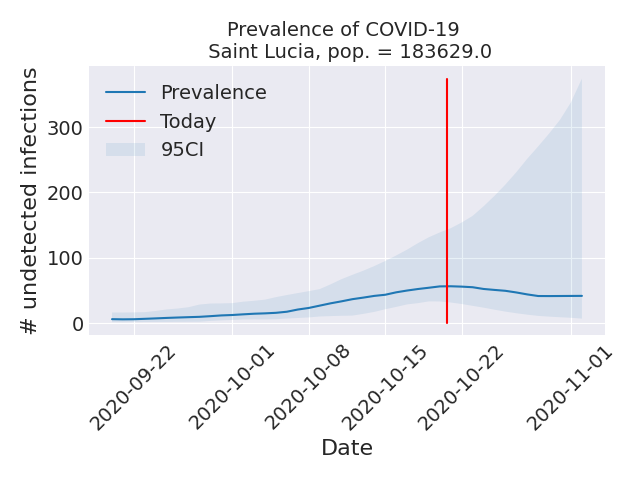 Prevalence of COVID-19
Saint Lucia, pop. = 183629.0
Prevalence
Today
95CI
# undetected infections
300
200
100
0
2020-09-22
2020-10-01
2020-10-08
2020-10-15
2020-10-22
2020-11-01
Date